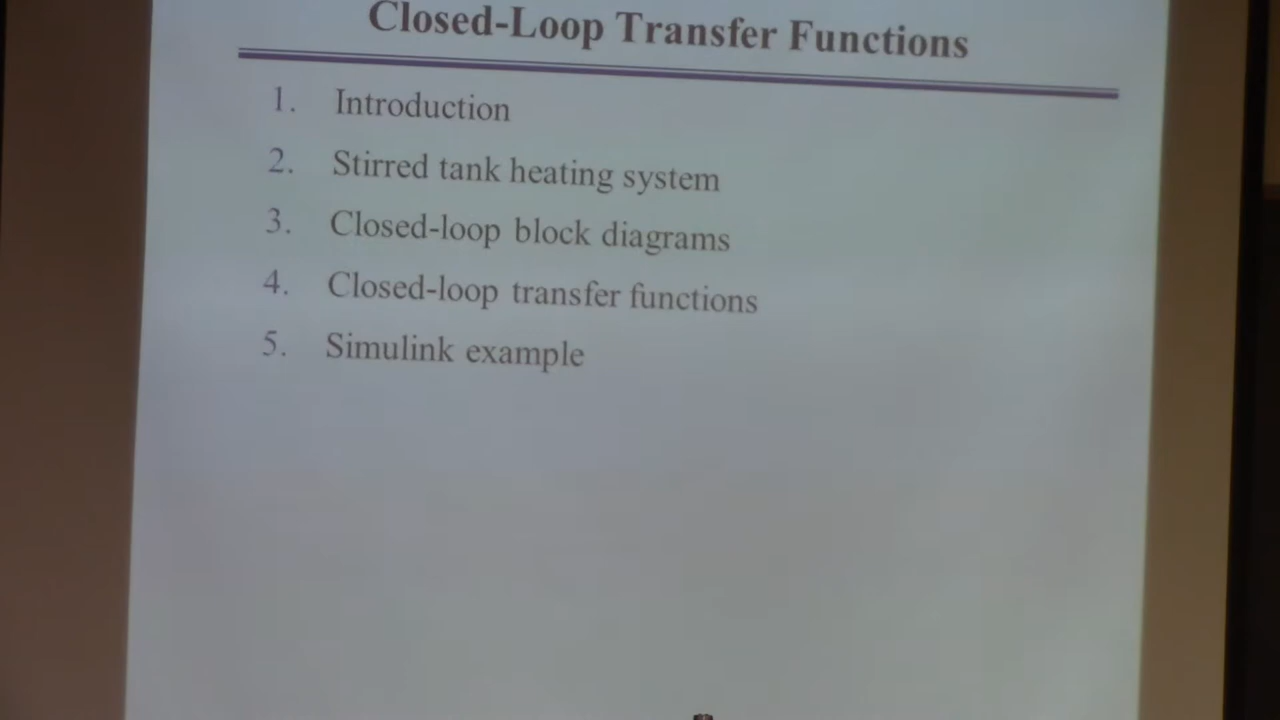 Closed-Loop Transfer Functions
1. Introduction
2. Stirred tank heating system
3. Closed-loop block diagrams
4. Closed-loop transfer functions
5. Simulink example